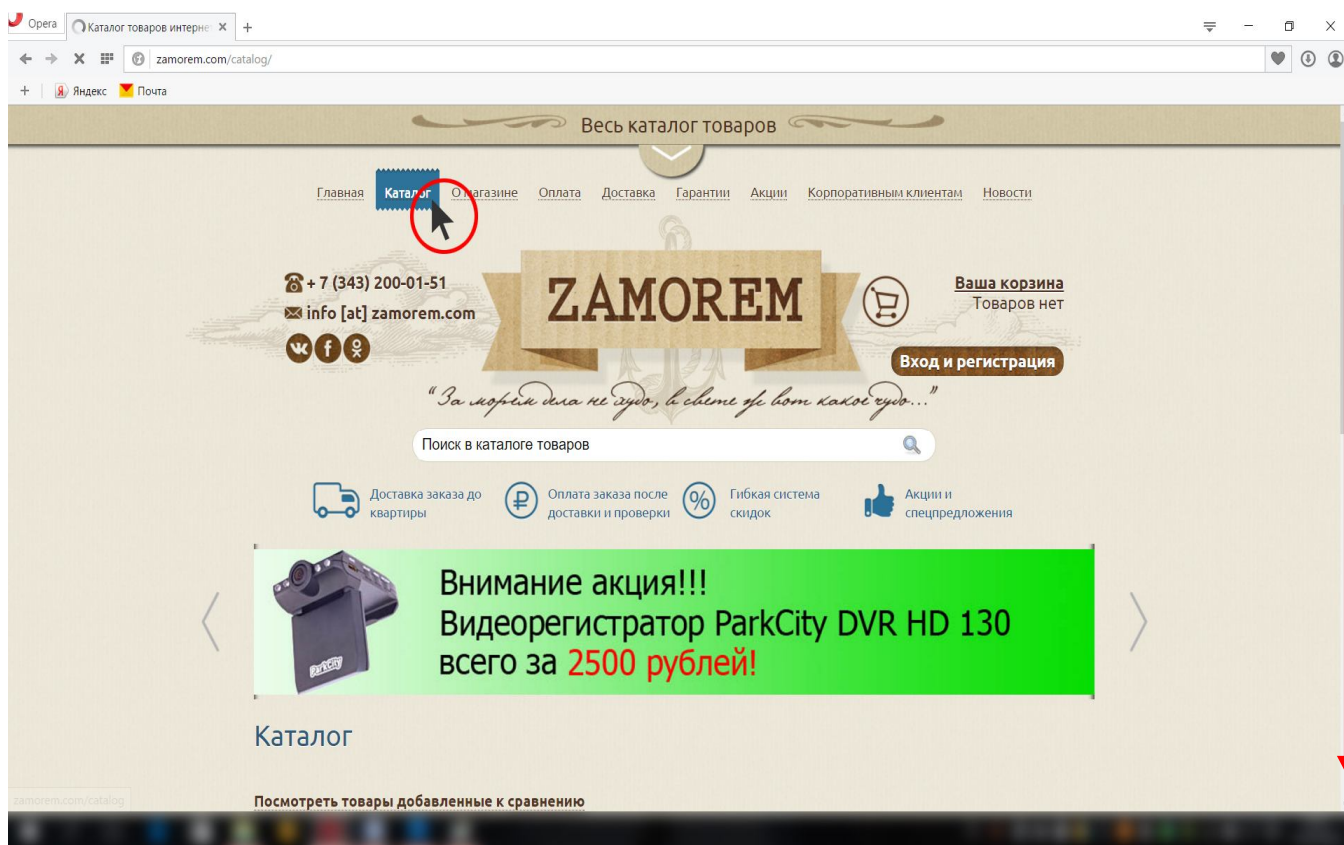 Opera
Каталог товаров интерне
zamorem.com/catalog/
Яндекс Почта
Весь каталог товаров
Главная Каталог О магазине Оплата Доставка Гарантии Акции Корпоративным клиентам Новости
+ 7 (343) 200-01-51
info [at] zamorem.com
ZAMOREM
Ваша корзина
Товаров нет
Вход и регистрация
"За морем дела не худо, в свете ж вот какое чудо..."
Поиск в каталоге товаров
Доставка заказа до
квартиры
Оплата заказа после
доставки и проверки
Гибкая система
скидок
Акции и
спецпредложения
ParkCity
Внимание акция!!!
Видеорегистратор ParkCity DVR HD 130
всего за 2500 рублей!
Каталог
zamorem.com/catalog
Посмотреть товары добавленные к сравнению